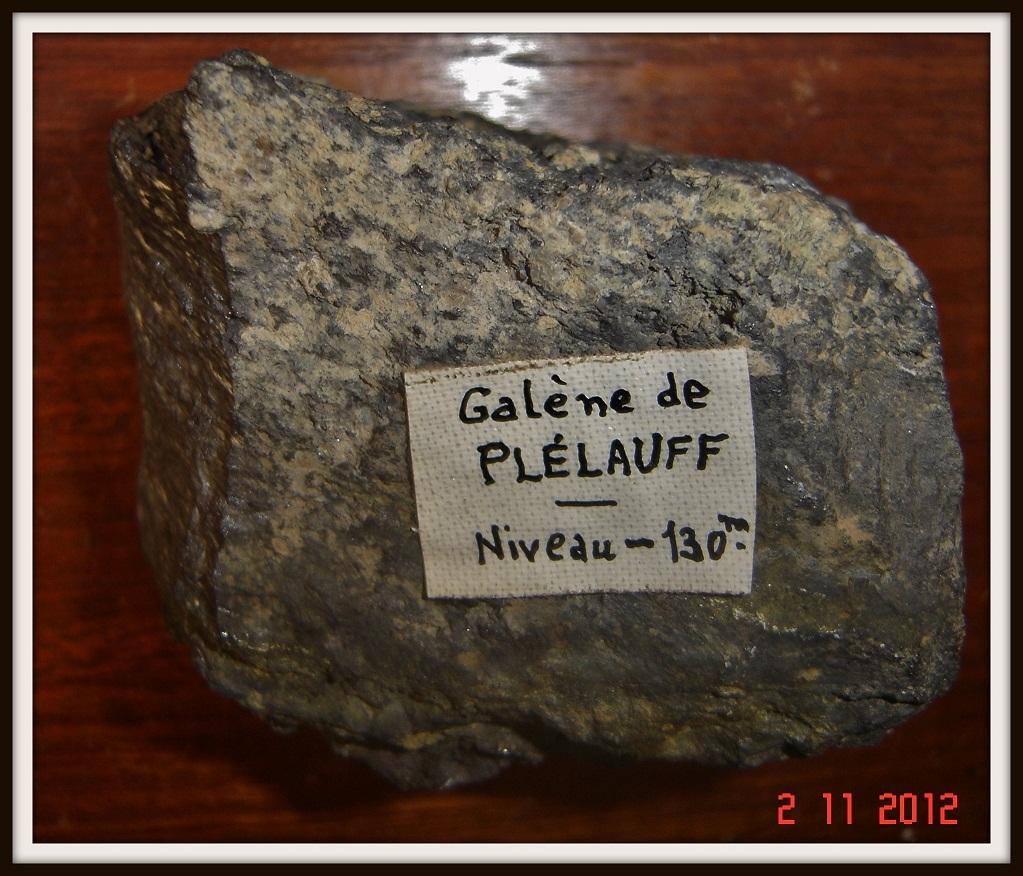 Galène de
PLÉLAUFF
—
Niveau - 130m.
2 11 2012